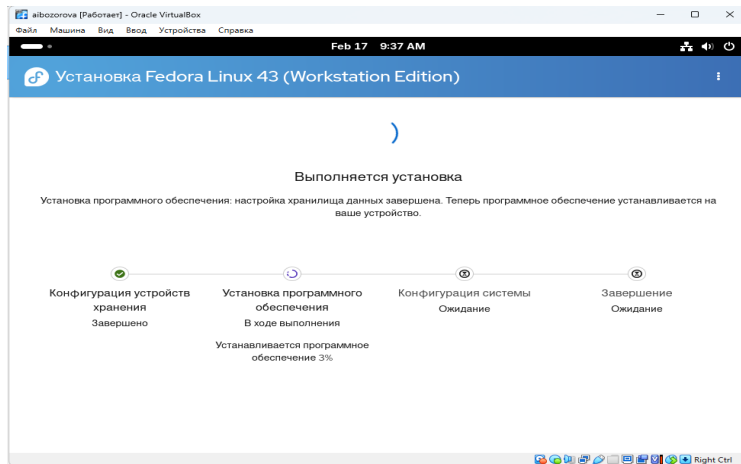 aibozorova [Работает] - Oracle VirtualBox
Файл Машина Вид Ввод Устройства Справка
Feb 17 9:37 AM
Установка Fedora Linux 43 (Workstation Edition)
Выполняется установка
Установка программного обеспечения: настройка хранилища данных завершена. Теперь программное обеспечение устанавливается на
ваше устройство.
Конфигурация устройств
хранения
Завершено
Установка программного
обеспечения
В ходе выполнения
Устанавливается программное
обеспечение 3%
Конфигурация системы
Ожидание
Завершение
Ожидание
Right Ctrl